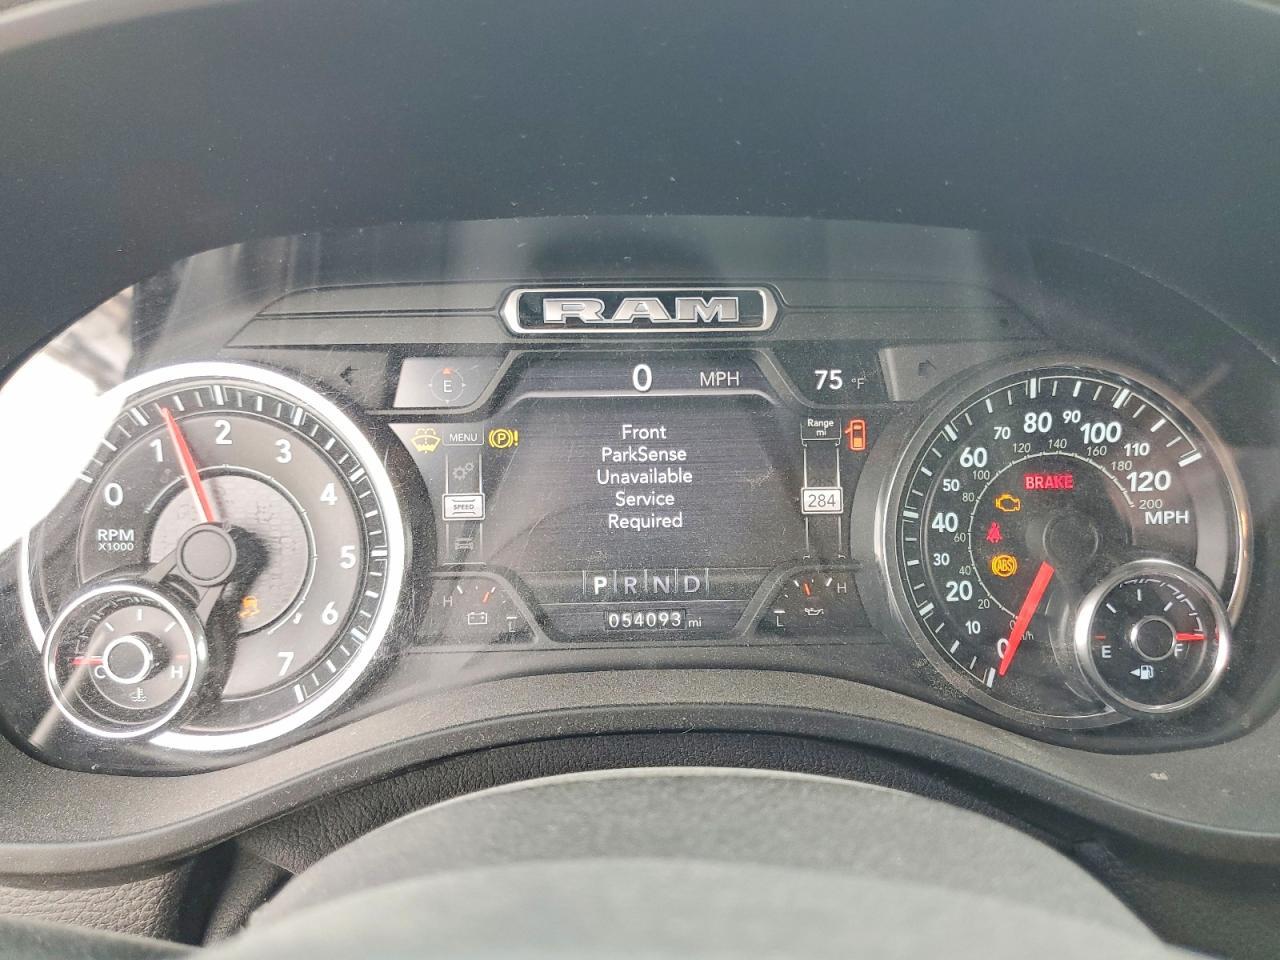 RAM
E
0 MPH
75 °F
MENU
P !
SPEED
Front
ParkSense
Unavailable
Service
Required
Range
mi
284
P R N D
054093 mi
H
L
H
0
1
2
3
4
5
6
7
RPM
X1000
C H
0
10
20
30
40
50
60
70
80
90
100
110
120
MPH
20
40
60
80
100
120
140
160
180
200
BRAKE
ABS
E F